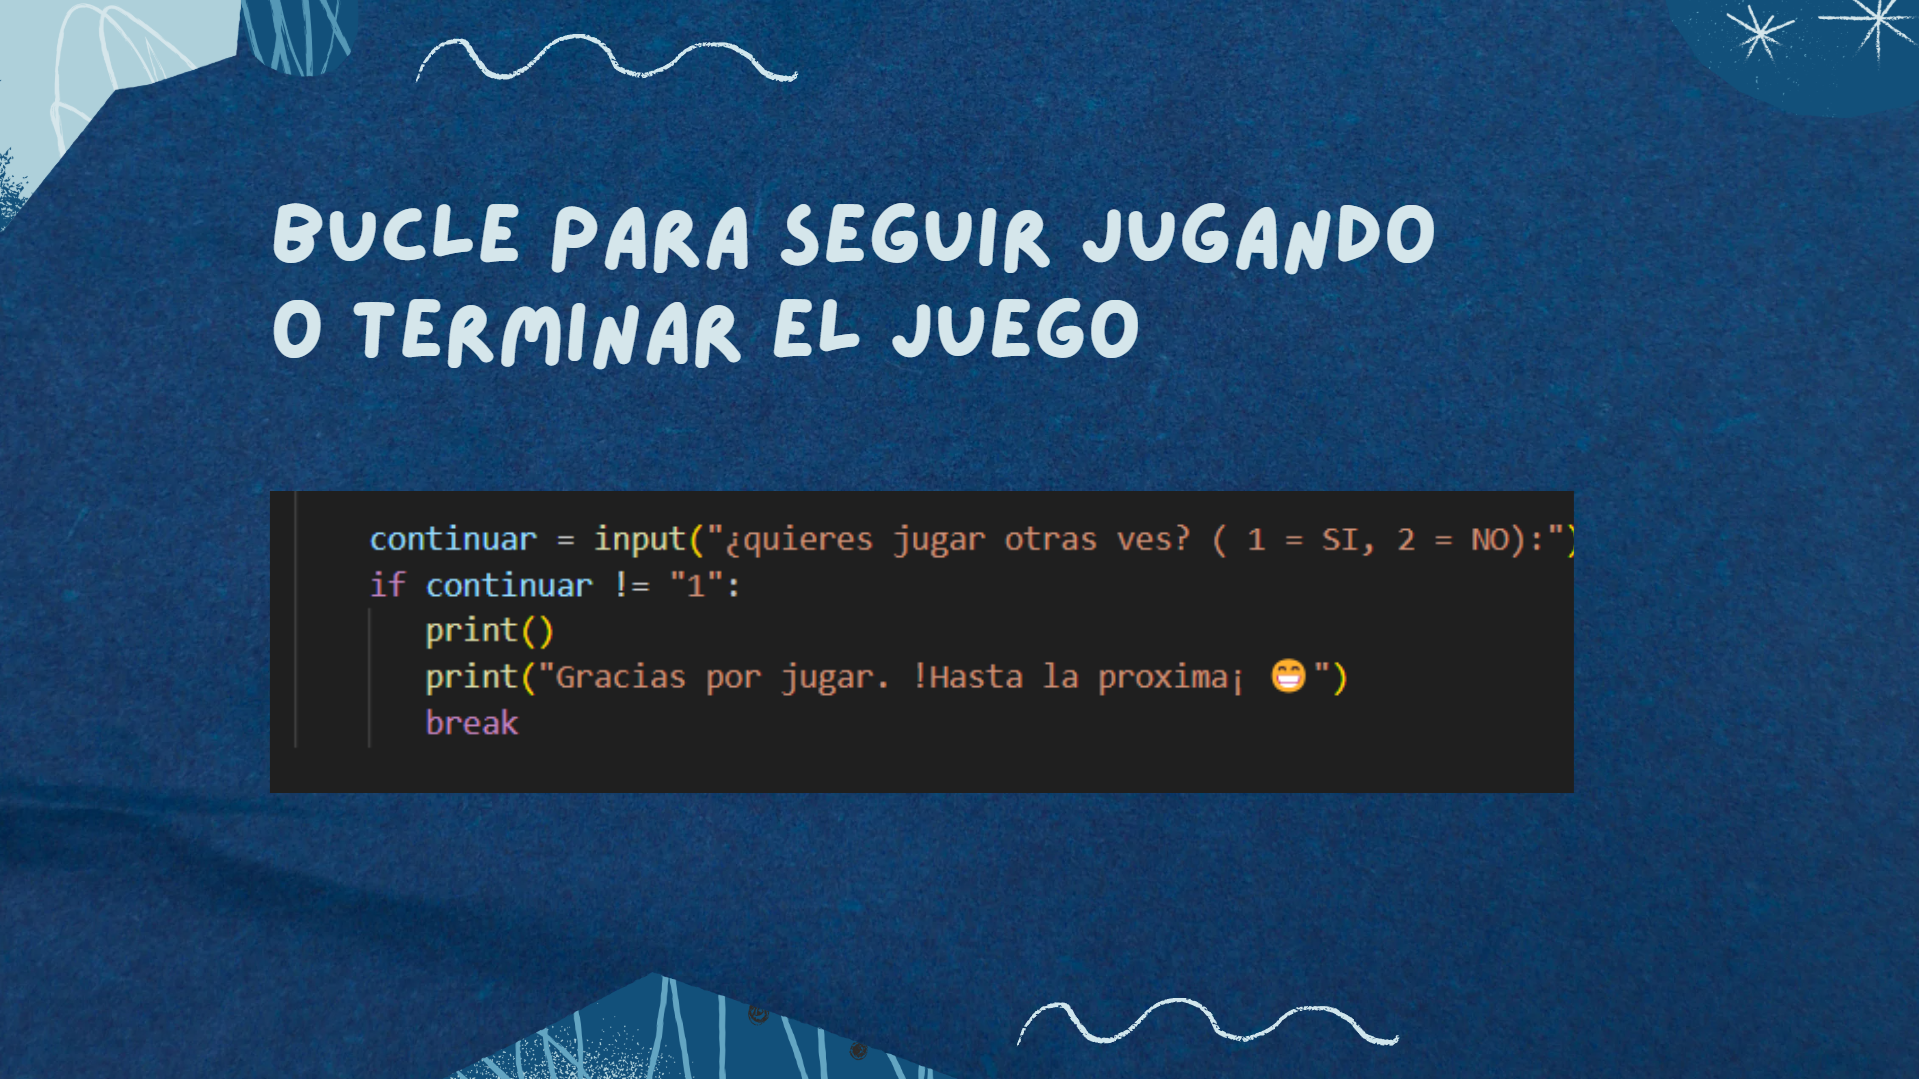 BUCLE PARA SEGUIR JUGANDO
O TERMINAR EL JUEGO
continuar = input("¿quieres jugar otras ves? ( 1 = SI, 2 = NO):")
if continuar != "1":
print()
print("Gracias por jugar. !Hasta la proxima¡ 😁")
break